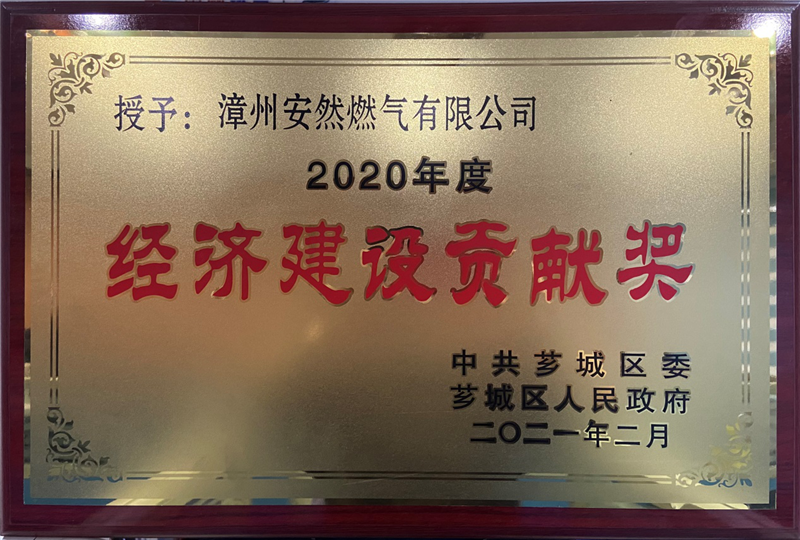 授予：漳州安然燃气有限公司
2020年度
经济建设贡献奖
中共芗城区委
芗城区人民政府
二〇二一年二月